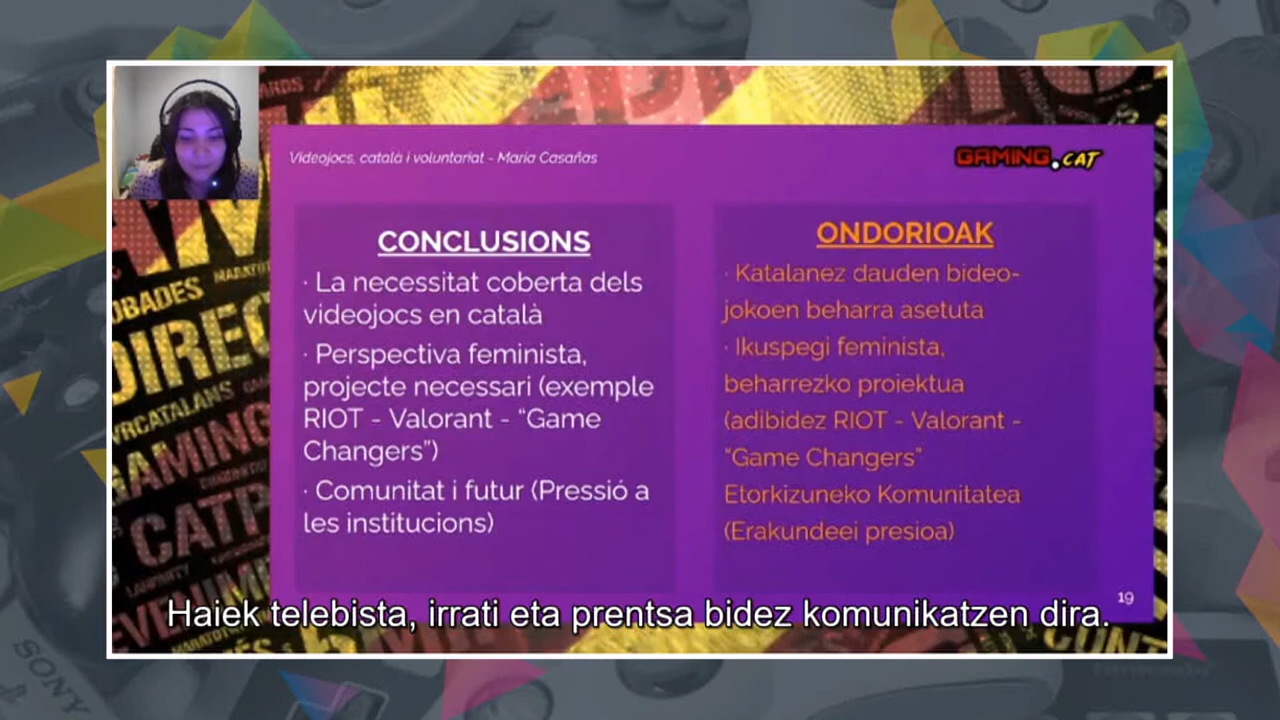 Videojocs, català i voluntariat - Maria Casañas
GAMING.CAT
CONCLUSIONS
· La necessitat coberta dels
videojocs en català
· Perspectiva feminista,
projecte necessari (exemple
RIOT - Valorant - “Game
Changers”)
· Comunitat i futur (Pressió a
les institucions)
ONDORIOAK
· Katalanez dauden bideo-
jokoen beharra asetuta
· Ikuspegi feminista,
beharrezko proiektua
(adibidez RIOT - Valorant -
“Game Changers”
Etorkizuneko Komunitatea
(Erakundeei presioa)
19
Haiek telebista, irrati eta prentsa bidez komunikatzen dira.
SONY